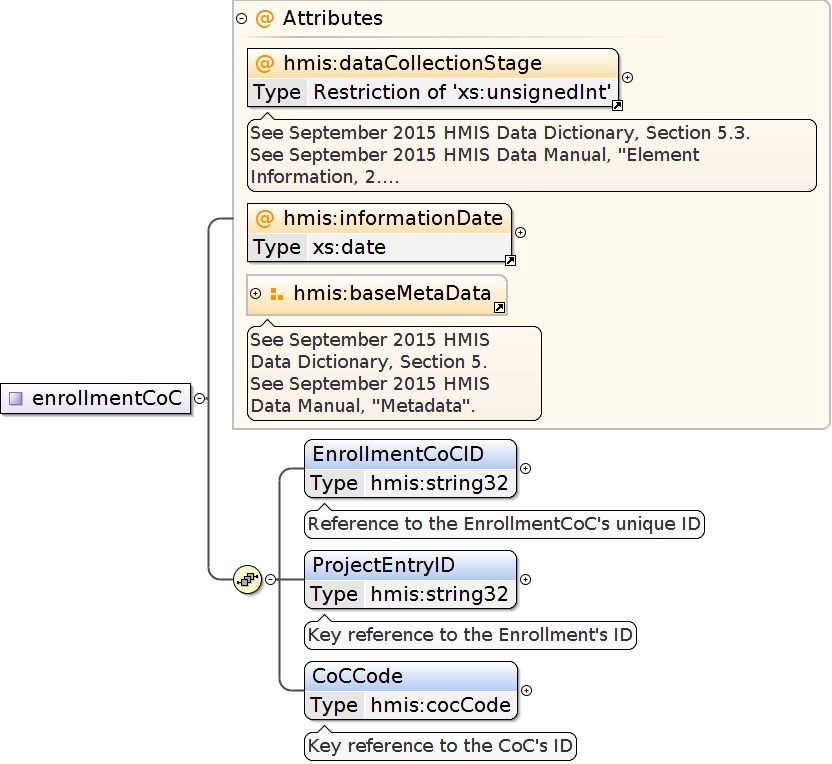 Attributes
hmis:dataCollectionStage
Type Restriction of 'xs:unsignedInt'
See September 2015 HMIS Data Dictionary, Section 5.3.
See September 2015 HMIS Data Manual, "Element
Information, 2....
hmis:informationDate
Type xs:date
hmis:baseMetaData
See September 2015 HMIS
Data Dictionary, Section 5.
See September 2015 HMIS
Data Manual, "Metadata".
enrollmentCoC
EnrollmentCoCID
Type hmis:string32
Reference to the EnrollmentCoC's unique ID
ProjectEntryID
Type hmis:string32
Key reference to the Enrollment's ID
CoCCode
Type hmis:cocCode
Key reference to the CoC's ID